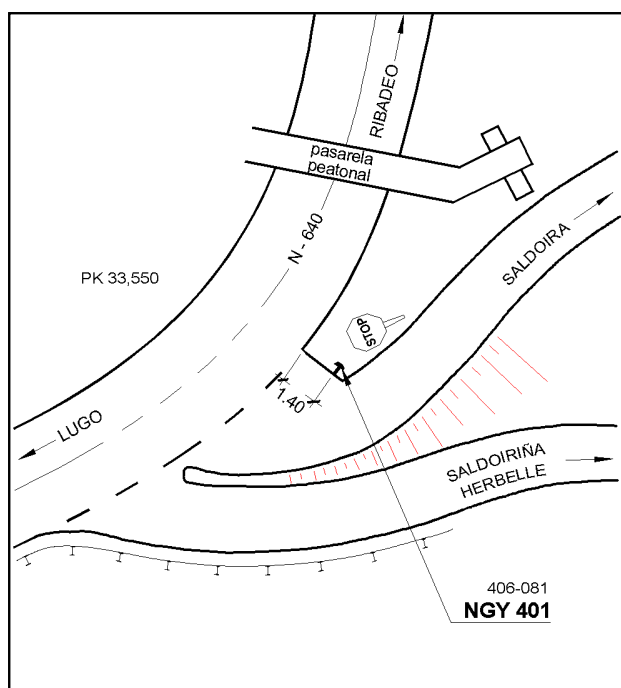 RIBADEO
pasarela
peatonal
N - 640
SALDOIRA
PK 33,550
STOP
1.40
LUGO
SALDOIRIÑA
HERBELLE
406-081
NGY 401